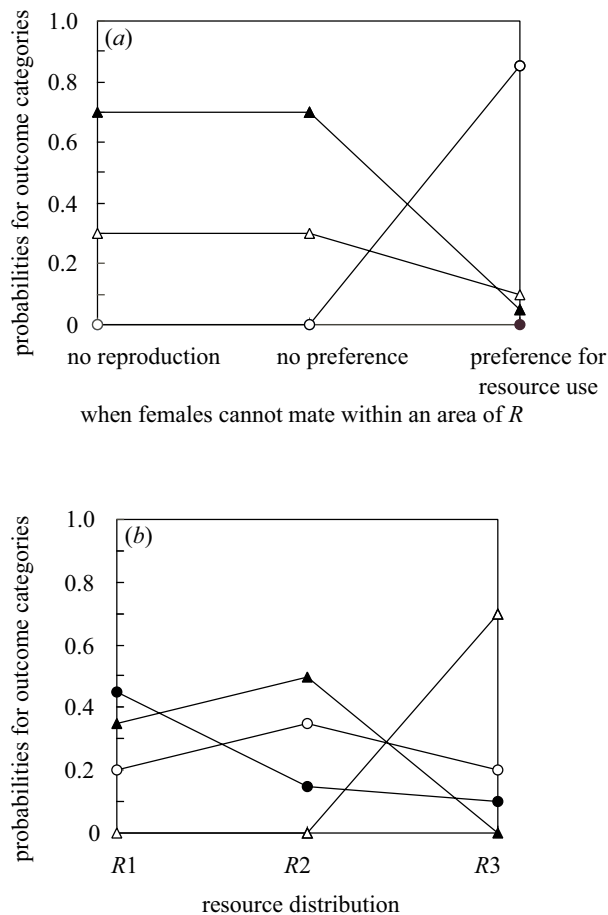 (a)
probabilities for outcome categories
1.0
0.8
0.6
0.4
0.2
0
no reproduction no preference preference for
resource use
when females cannot mate within an area of R
(b)
probabilities for outcome categories
1.0
0.8
0.6
0.4
0.2
0
R1 R2 R3
resource distribution